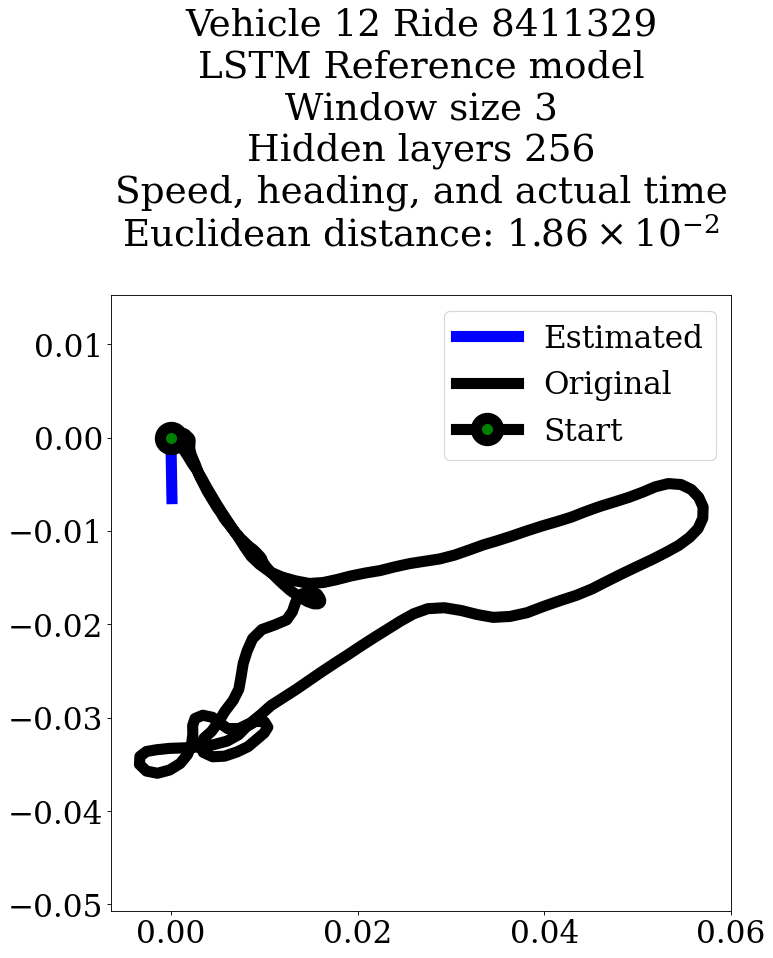 Vehicle 12 Ride 8411329
LSTM Reference model
Window size 3
Hidden layers 256
Speed, heading, and actual time
Euclidean distance: 1.86 × 10⁻²
Estimated
Original
Start
0.01
0.00
−0.01
−0.02
−0.03
−0.04
−0.05
0.00 0.02 0.04 0.06